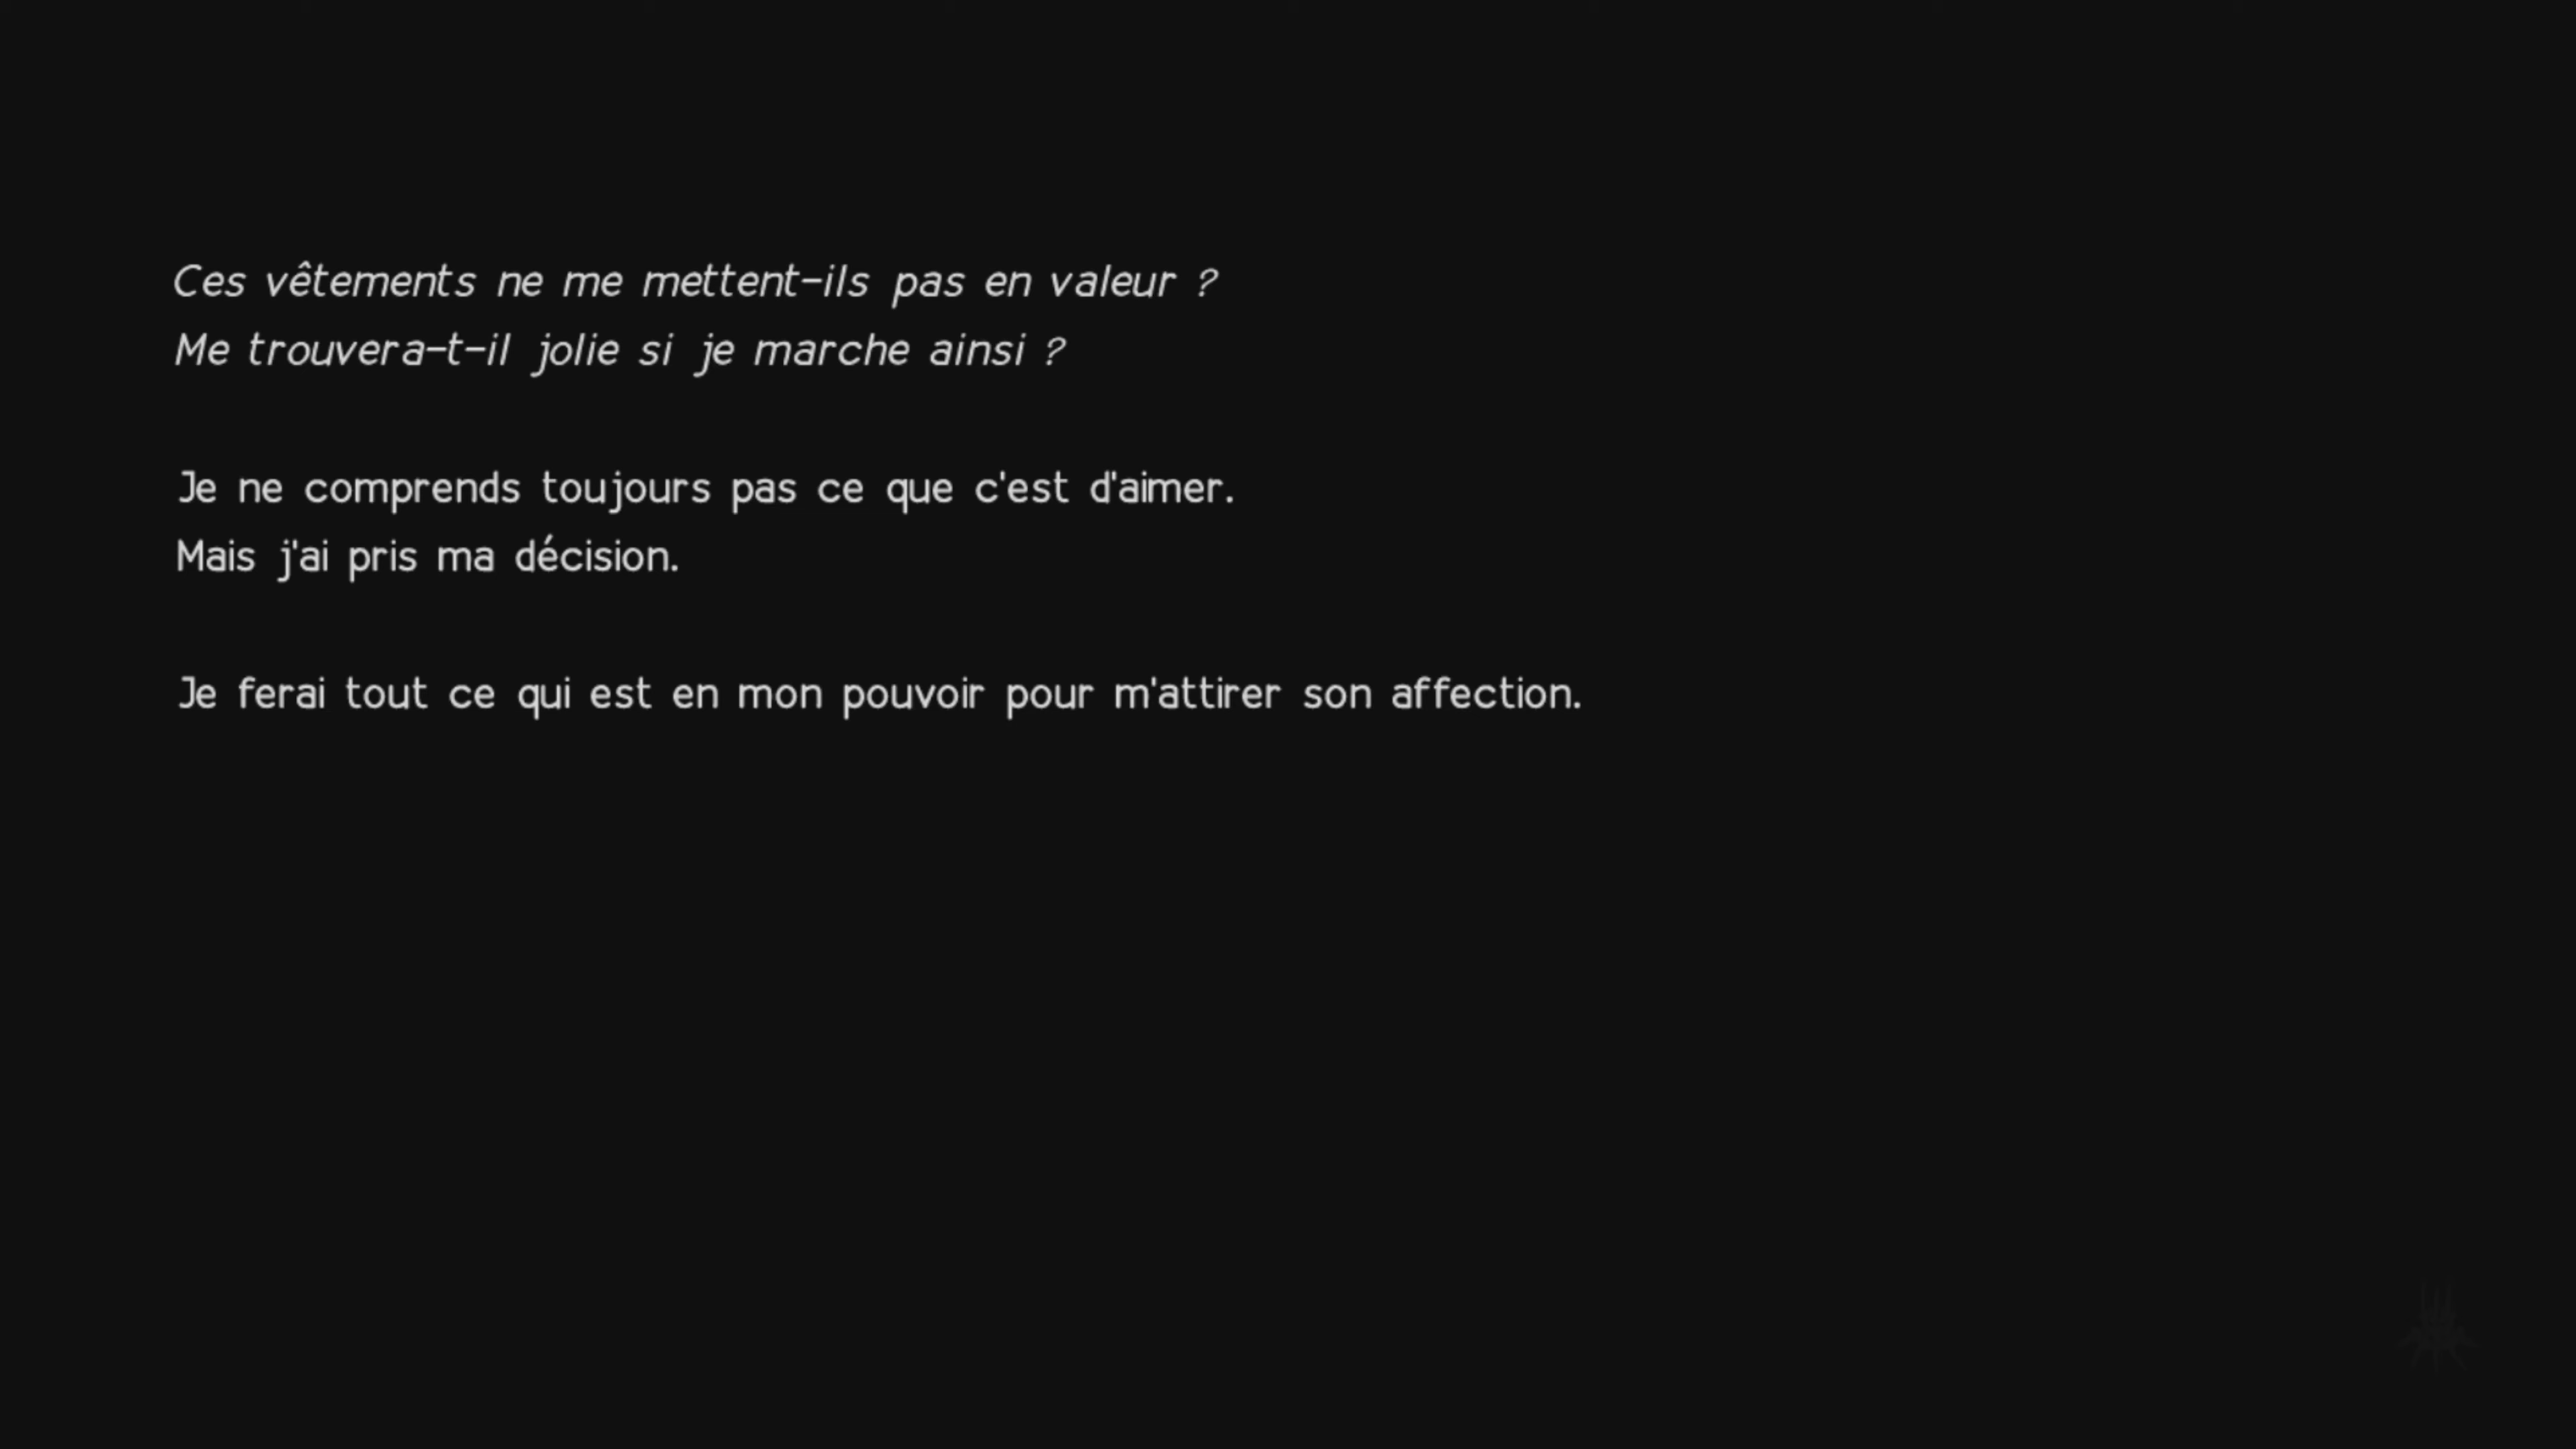 Ces vêtements ne me mettent-ils pas en valeur ?
Me trouvera-t-il jolie si je marche ainsi ?
Je ne comprends toujours pas ce que c'est d'aimer.
Mais j'ai pris ma décision.
Je ferai tout ce qui est en mon pouvoir pour m'attirer son affection.